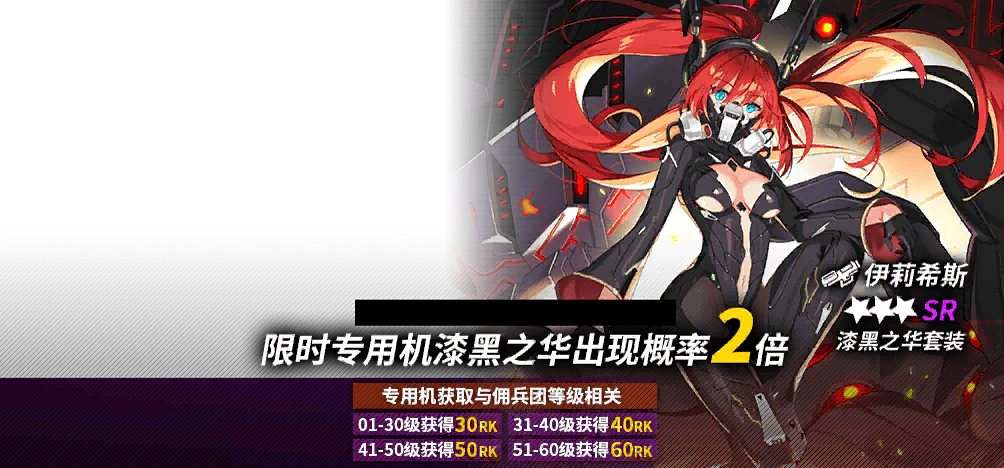 伊莉希斯
SR
漆黑之华套装
限时专用机漆黑之华出现概率2倍
专用机获取与佣兵团等级相关
01-30级获得30RK 31-40级获得40RK
41-50级获得50RK 51-60级获得60RK